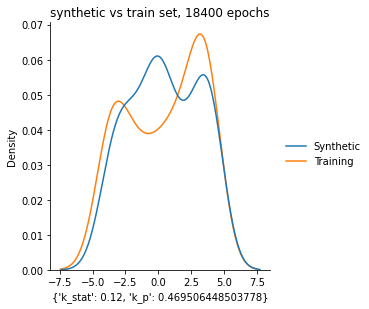 synthetic vs train set, 18400 epochs
0.07
0.06
0.05
0.04
0.03
0.02
0.01
0.00
Density
−7.5 −5.0 −2.5 0.0 2.5 5.0 7.5
{'k_stat': 0.12, 'k_p': 0.469506448503778}
Synthetic
Training